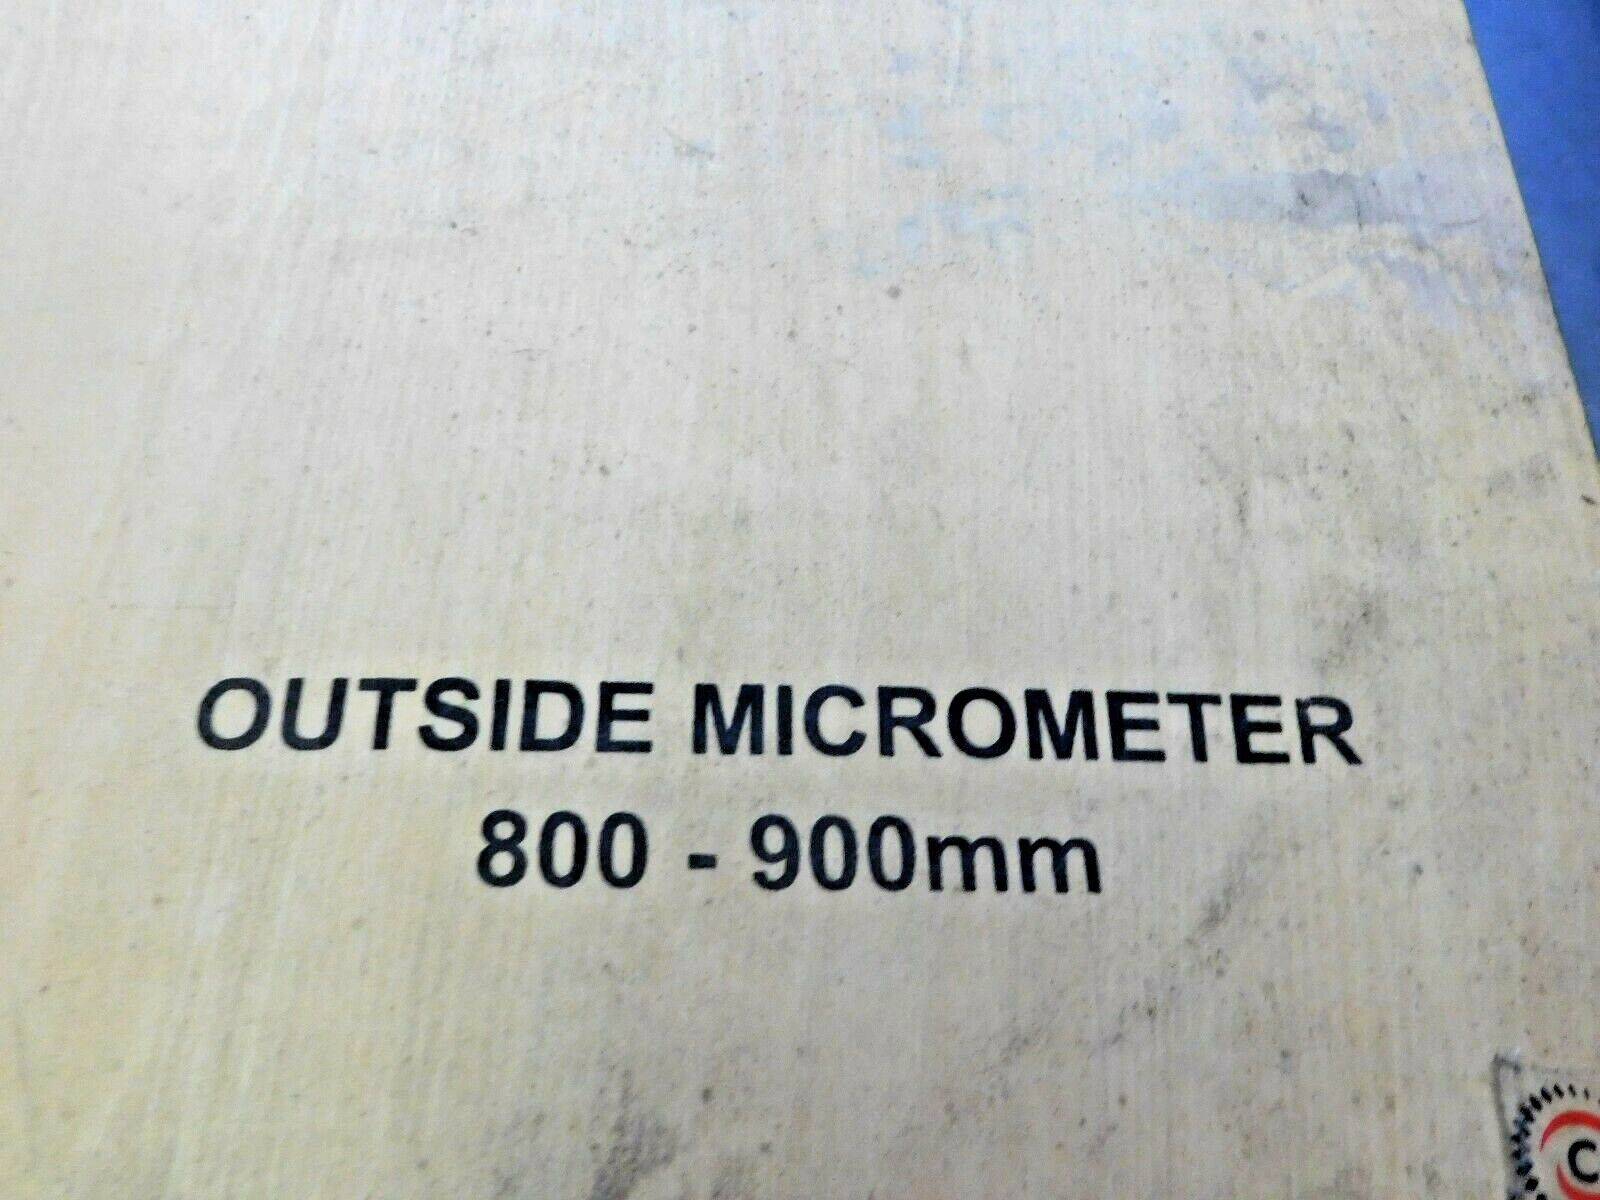 OUTSIDE MICROMETER
800 - 900mm
C